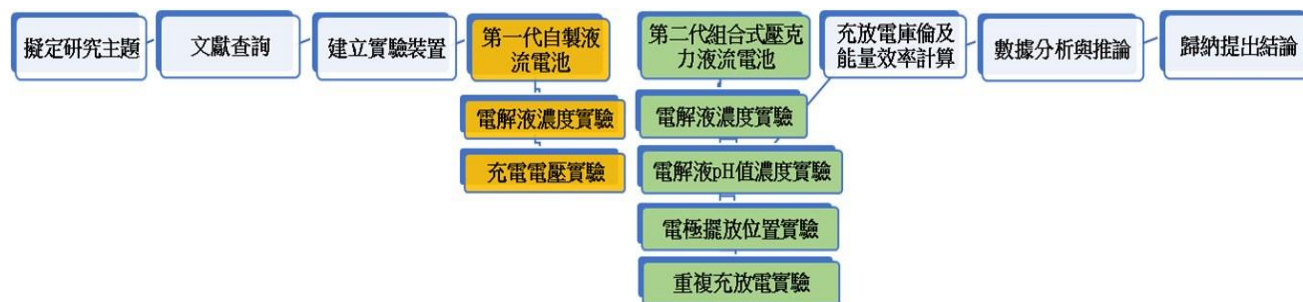 擬定研究主題
文獻查詢
建立實驗裝置
第一代自製液
流電池
電解液濃度實驗
充電電壓實驗
第二代組合式壓克
力液流電池
電解液濃度實驗
電解液pH值濃度實驗
電極擺放位置實驗
重複充放電實驗
充放電庫倫及
能量效率計算
數據分析與推論
歸納提出結論